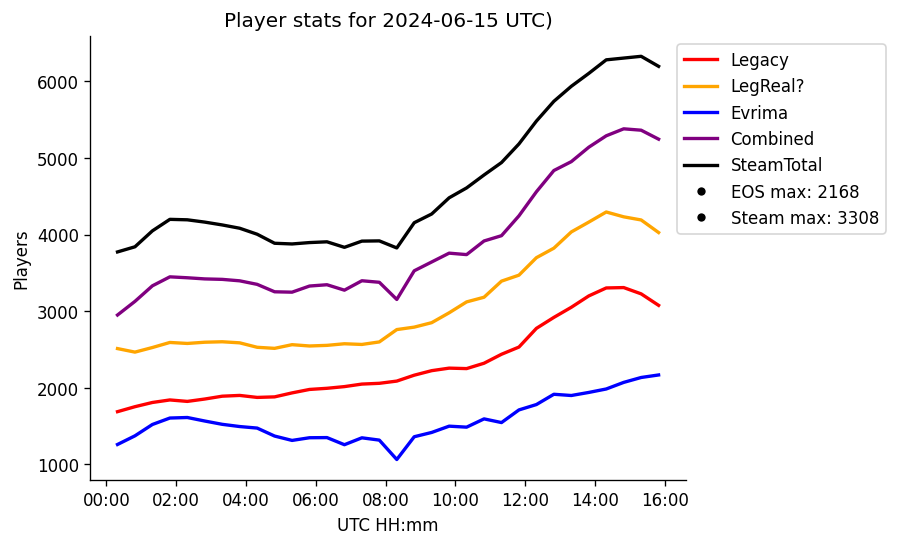 Player stats for 2024-06-15 UTC)
Legacy
LegReal?
Evrima
Combined
SteamTotal
EOS max: 2168
Steam max: 3308
Players
6000
5000
4000
3000
2000
1000
00:00 02:00 04:00 06:00 08:00 10:00 12:00 14:00 16:00
UTC HH:mm